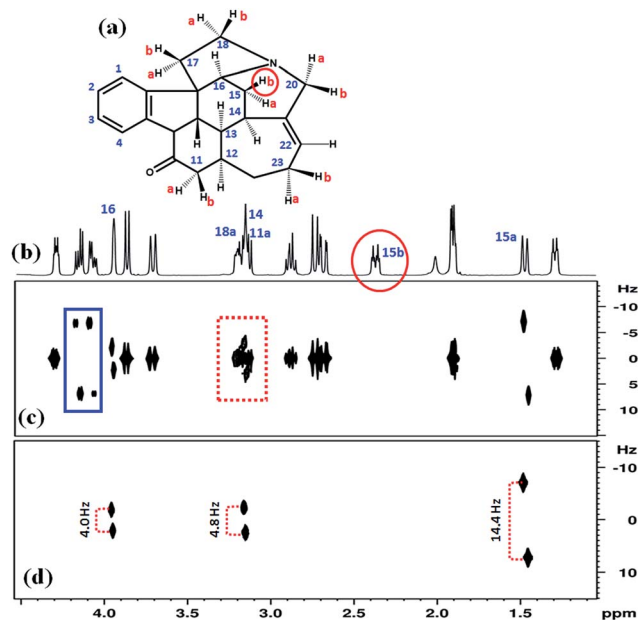 (a)
a H H b
18
b H H
a H 17
N
H a
20
H b
1
2
3
4
16
15 H b
H a
14 H
H
13
H
12
22 H
23
H b
H a
O
11
H
a H H b
(b)
16
18a
14
11a
15b
15a
Hz
-10
-5
0
5
10
(c)
Hz
-10
0
10
4.0 Hz
4.8 Hz
14.4 Hz
(d)
4.0 3.5 3.0 2.5 2.0 1.5 ppm